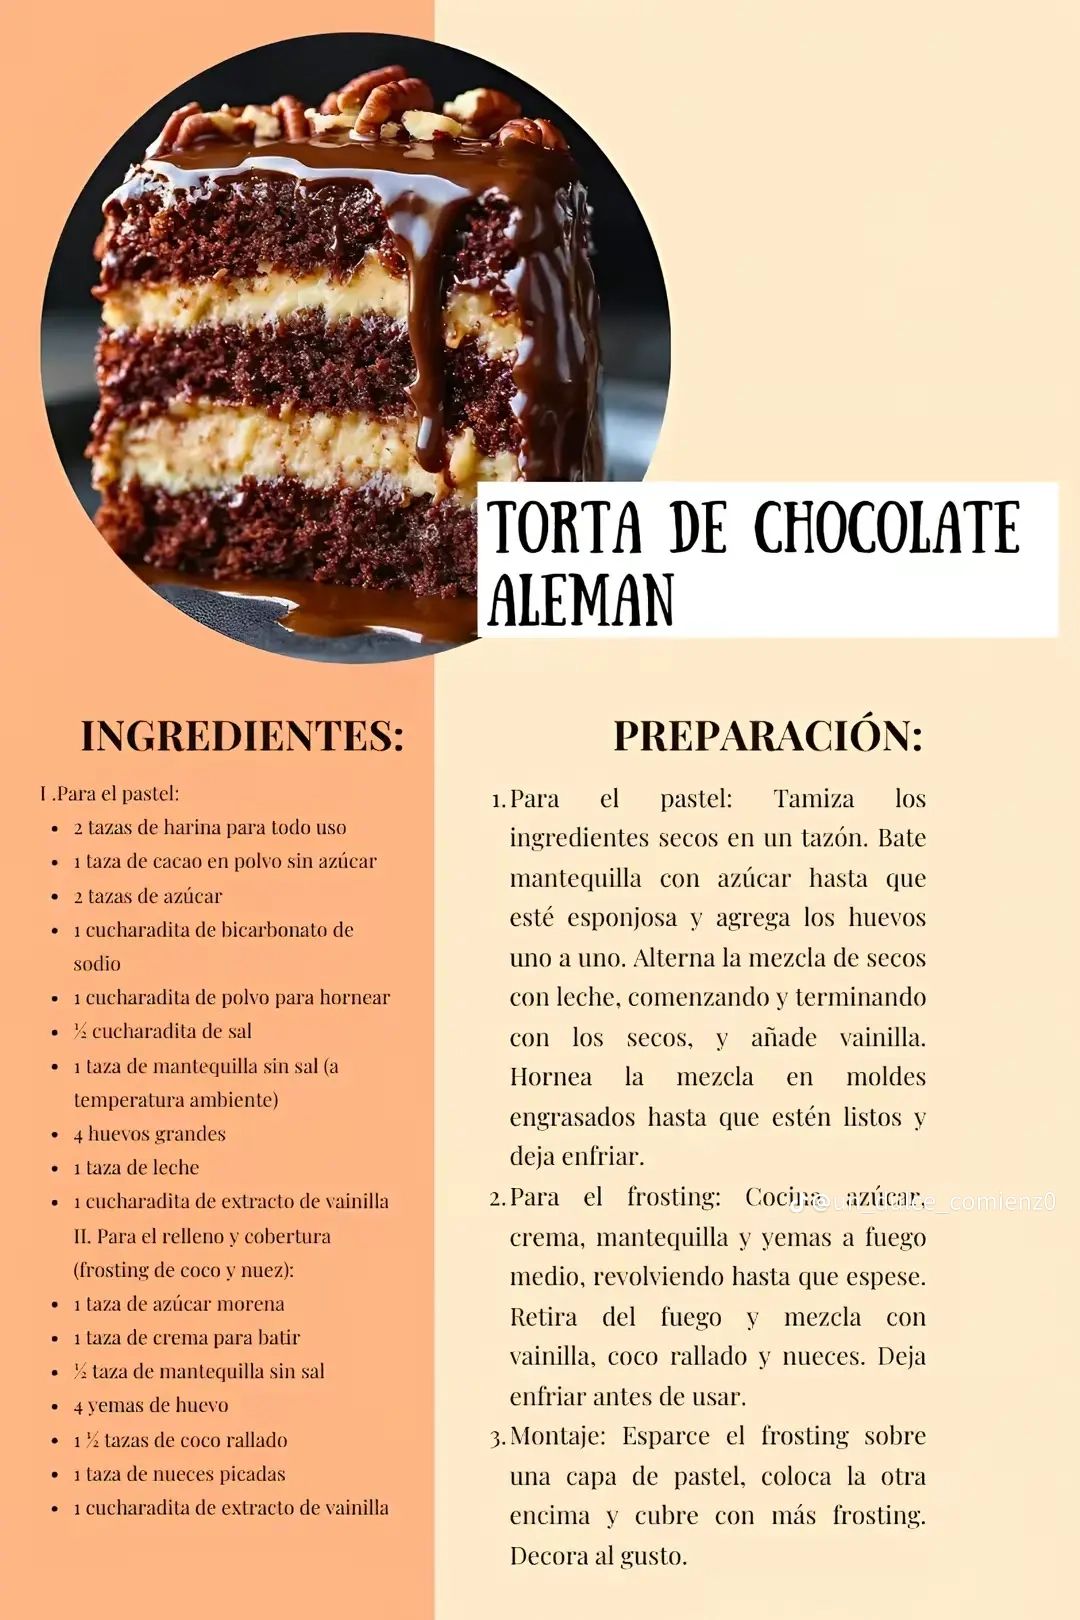 TORTA DE CHOCOLATE
ALEMAN
INGREDIENTES:
I .Para el pastel:
• 2 tazas de harina para todo uso
• 1 taza de cacao en polvo sin azúcar
• 2 tazas de azúcar
• 1 cucharadita de bicarbonato de
sodio
• 1 cucharadita de polvo para hornear
• ½ cucharadita de sal
• 1 taza de mantequilla sin sal (a
temperatura ambiente)
• 4 huevos grandes
• 1 taza de leche
• 1 cucharadita de extracto de vainilla
II. Para el relleno y cobertura
(frosting de coco y nuez):
• 1 taza de azúcar morena
• 1 taza de crema para batir
• ½ taza de mantequilla sin sal
• 4 yemas de huevo
• 1 ½ tazas de coco rallado
• 1 taza de nueces picadas
• 1 cucharadita de extracto de vainilla
PREPARACIÓN:
1. Para el pastel: Tamiza los
ingredientes secos en un tazón. Bate
mantequilla con azúcar hasta que
esté esponjosa y agrega los huevos
uno a uno. Alterna la mezcla de secos
con leche, comenzando y terminando
con los secos, y añade vainilla.
Hornea la mezcla en moldes
engrasados hasta que estén listos y
deja enfriar.
2. Para el frosting: Cocina azúcar,
crema, mantequilla y yemas a fuego
medio, revolviendo hasta que espese.
Retira del fuego y mezcla con
vainilla, coco rallado y nueces. Deja
enfriar antes de usar.
3. Montaje: Esparce el frosting sobre
una capa de pastel, coloca la otra
encima y cubre con más frosting.
Decora al gusto.
@un_dulce_comienz0